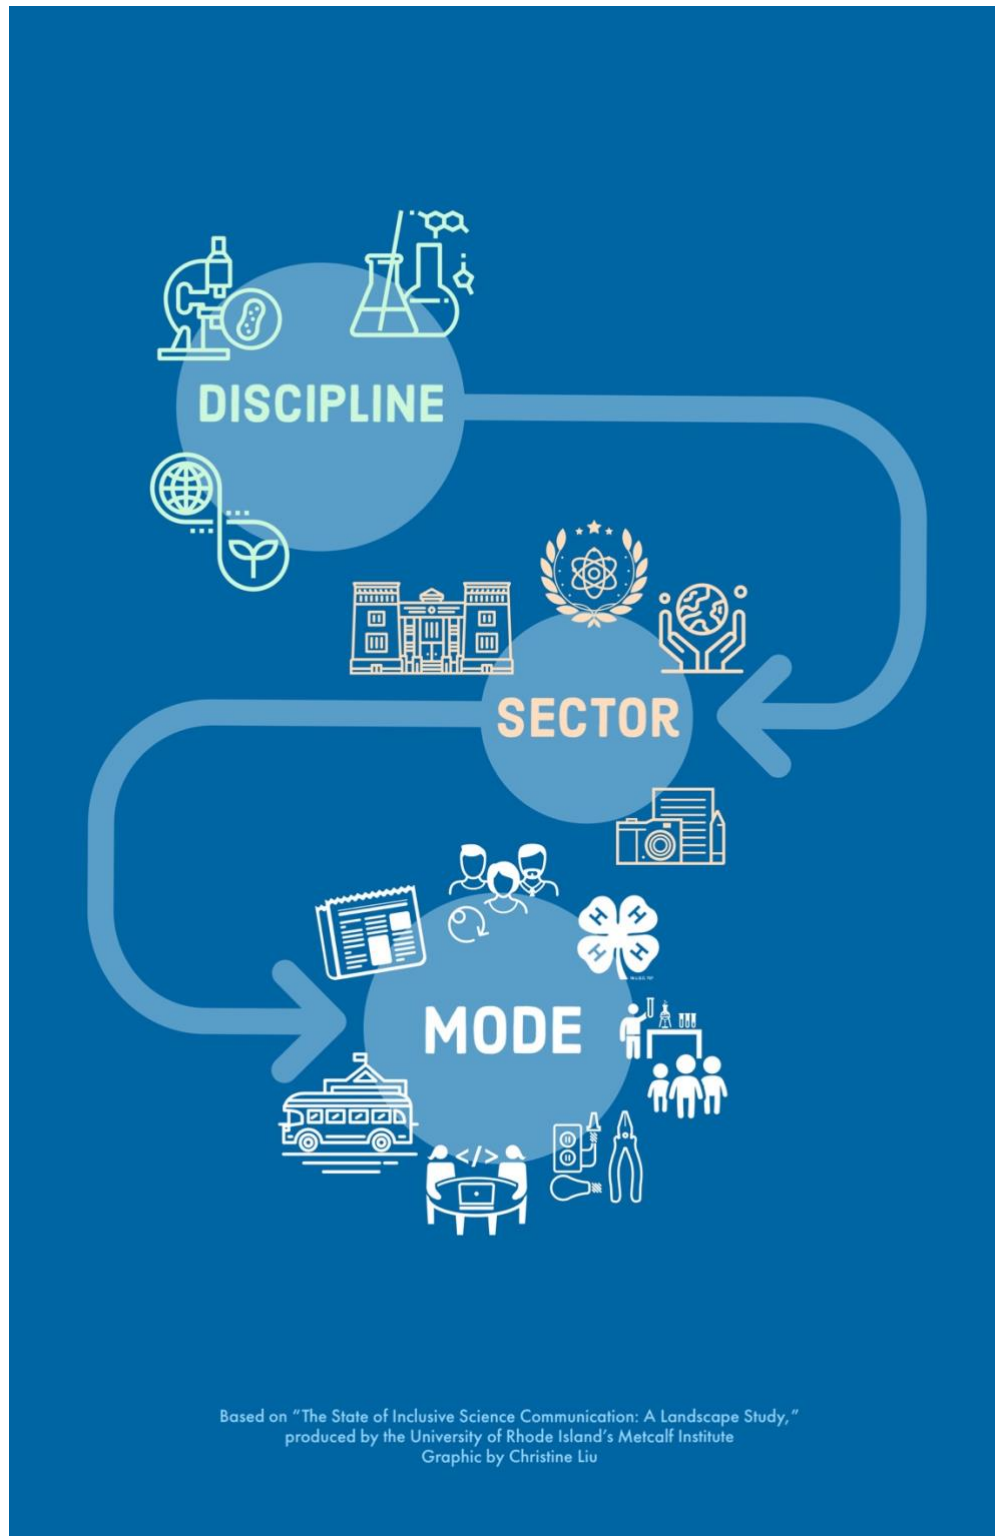 DISCIPLINE
SECTOR
H H
H H
MODE
</>
Based on "The State of Inclusive Science Communication: A Landscape Study,"
produced by the University of Rhode Island's Metcalf Institute
Graphic by Christine Liu